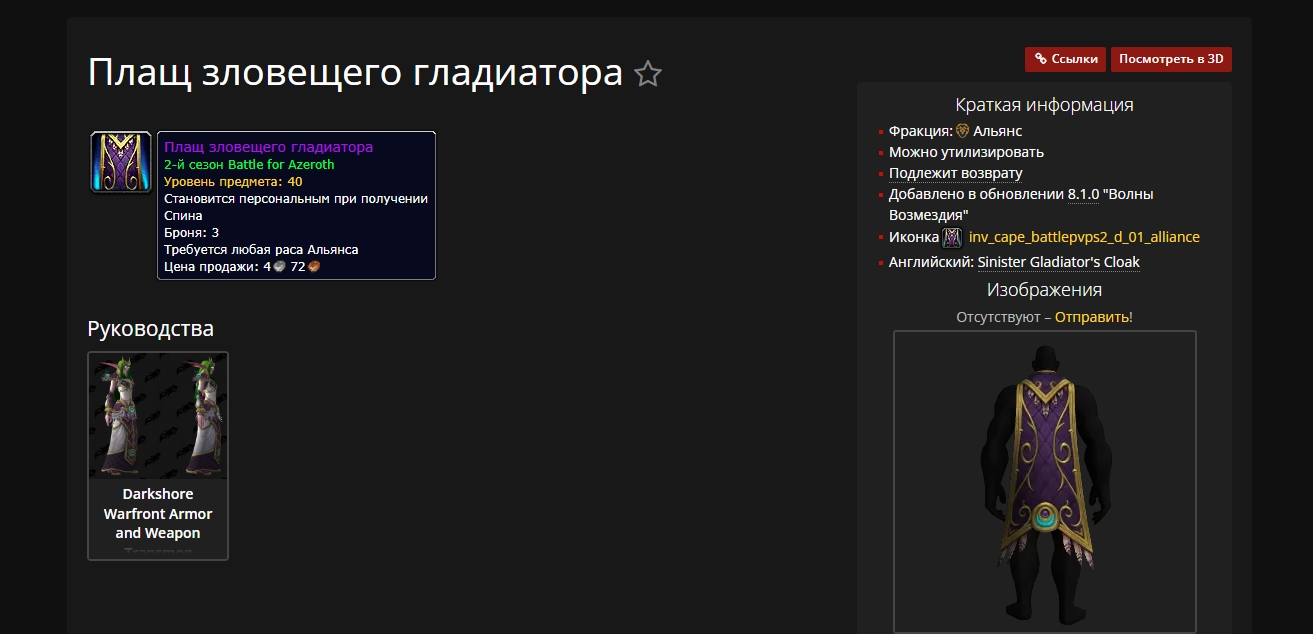 Плащ зловещего гладиатора
Ссылки
Посмотреть в 3D
Плащ зловещего гладиатора
2-й сезон Battle for Azeroth
Уровень предмета: 40
Становится персональным при получении
Спина
Броня: 3
Требуется любая раса Альянса
Цена продажи: 4 72
Руководства
Darkshore
Warfront Armor
and Weapon
Transmog
Краткая информация
Фракция: Альянс
Можно утилизировать
Подлежит возврату
Добавлено в обновлении 8.1.0 "Волны
Возмездия"
Иконка inv_cape_battlepvps2_d_01_alliance
Английский: Sinister Gladiator's Cloak
Изображения
Отсутствуют – Отправить!